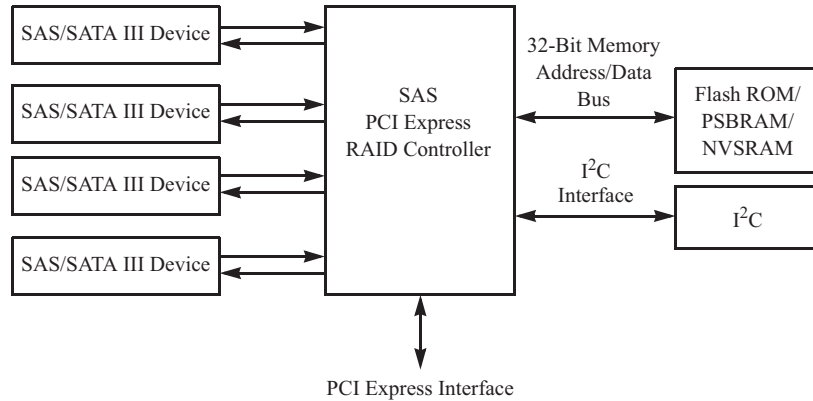 SAS/SATA III Device
SAS/SATA III Device
SAS/SATA III Device
SAS/SATA III Device
SAS
PCI Express
RAID Controller
32-Bit Memory
Address/Data
Bus
Flash ROM/
PSBRAM/
NVSRAM
I²C
Interface
I²C
PCI Express Interface